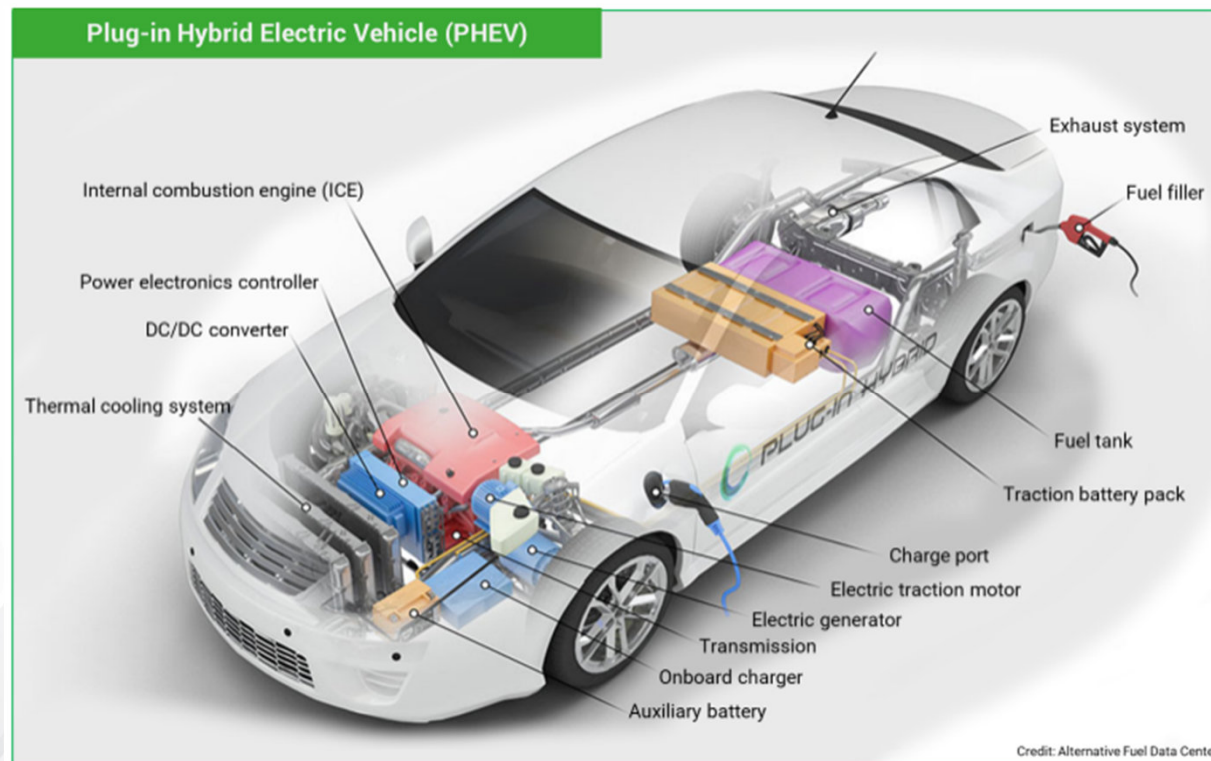 Plug-in Hybrid Electric Vehicle (PHEV)
Exhaust system
Internal combustion engine (ICE)
Fuel filler
Power electronics controller
DC/DC converter
Thermal cooling system
PLUG-IN HYBRID
Fuel tank
Traction battery pack
Charge port
Electric traction motor
Electric generator
Transmission
Onboard charger
Auxiliary battery
Credit: Alternative Fuel Data Cente